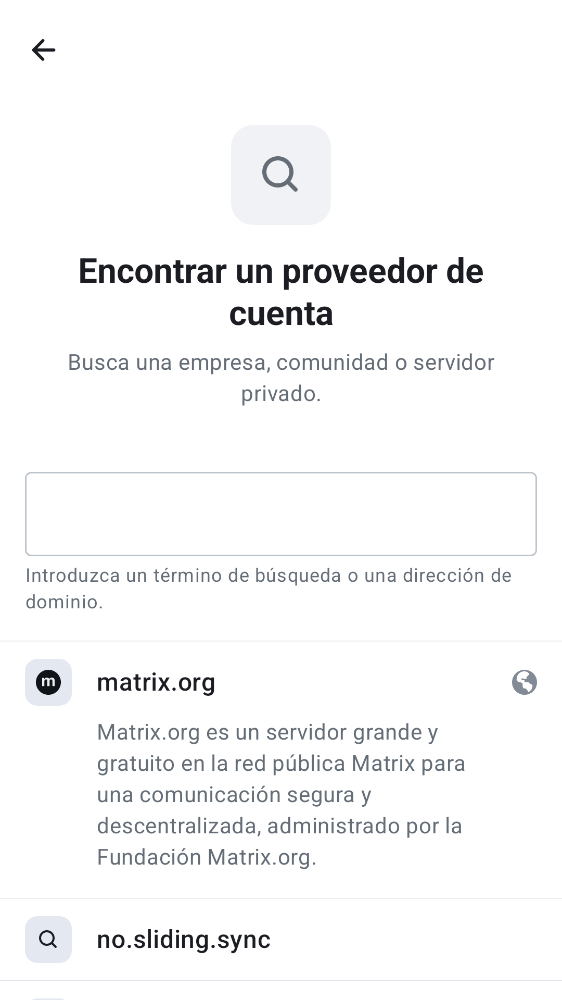 Encontrar un proveedor de
cuenta
Busca una empresa, comunidad o servidor
privado.
Introduzca un término de búsqueda o una dirección de
dominio.
m
matrix.org
Matrix.org es un servidor grande y
gratuito en la red pública Matrix para
una comunicación segura y
descentralizada, administrado por la
Fundación Matrix.org.
no.sliding.sync